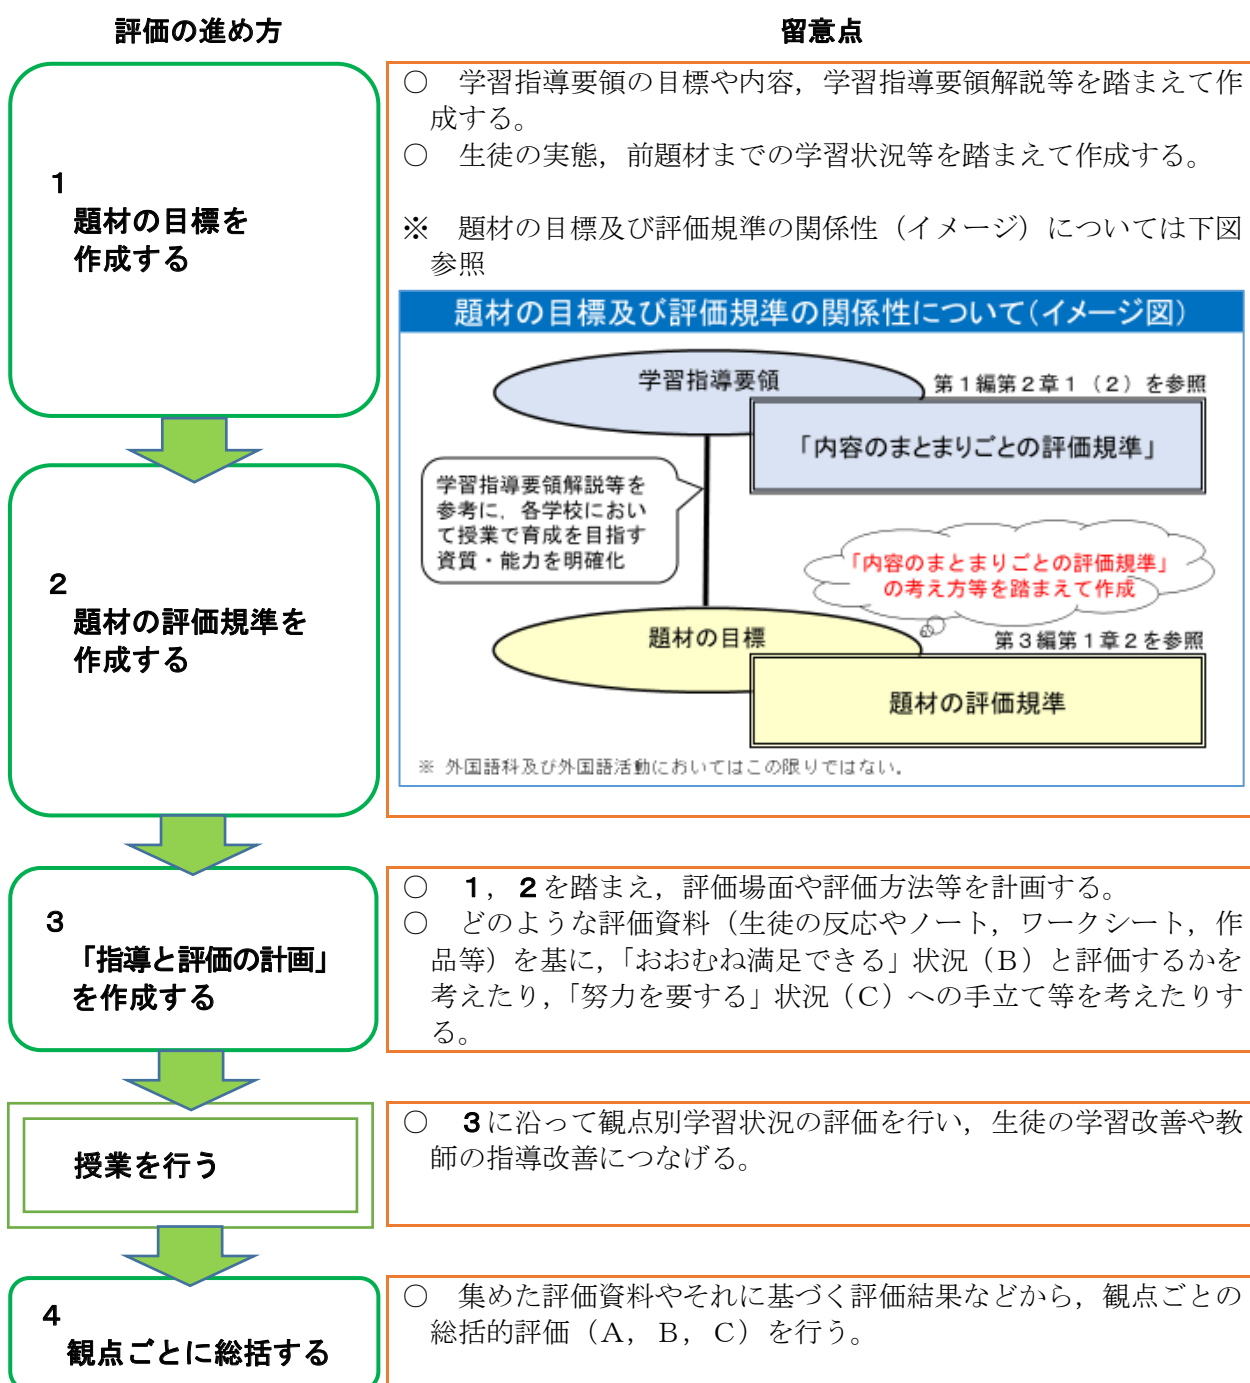 評価の進め方
留意点
1
題材の目標を
作成する
○　学習指導要領の目標や内容，学習指導要領解説等を踏まえて作
成する。
○　生徒の実態，前題材までの学習状況等を踏まえて作成する。
※　題材の目標及び評価規準の関係性（イメージ）については下図
参照
題材の目標及び評価規準の関係性について(イメージ図)
学習指導要領
第１編第２章１（２）を参照
「内容のまとまりごとの評価規準」
学習指導要領解説等を
参考に，各学校におい
て授業で育成を目指す
資質・能力を明確化
「内容のまとまりごとの評価規準」
の考え方等を踏まえて作成
題材の目標
第３編第１章２を参照
題材の評価規準
※ 外国語科及び外国語活動においてはこの限りではない。
2
題材の評価規準を
作成する
3
「指導と評価の計画」
を作成する
○　１，２を踏まえ，評価場面や評価方法等を計画する。
○　どのような評価資料（生徒の反応やノート，ワークシート，作
品等）を基に，「おおむね満足できる」状況（Ｂ）と評価するかを
考えたり，「努力を要する」状況（Ｃ）への手立て等を考えたりす
る。
授業を行う
○　３に沿って観点別学習状況の評価を行い，生徒の学習改善や教
師の指導改善につなげる。
4
観点ごとに総括する
○　集めた評価資料やそれに基づく評価結果などから，観点ごとの
総括的評価（Ａ，Ｂ，Ｃ）を行う。